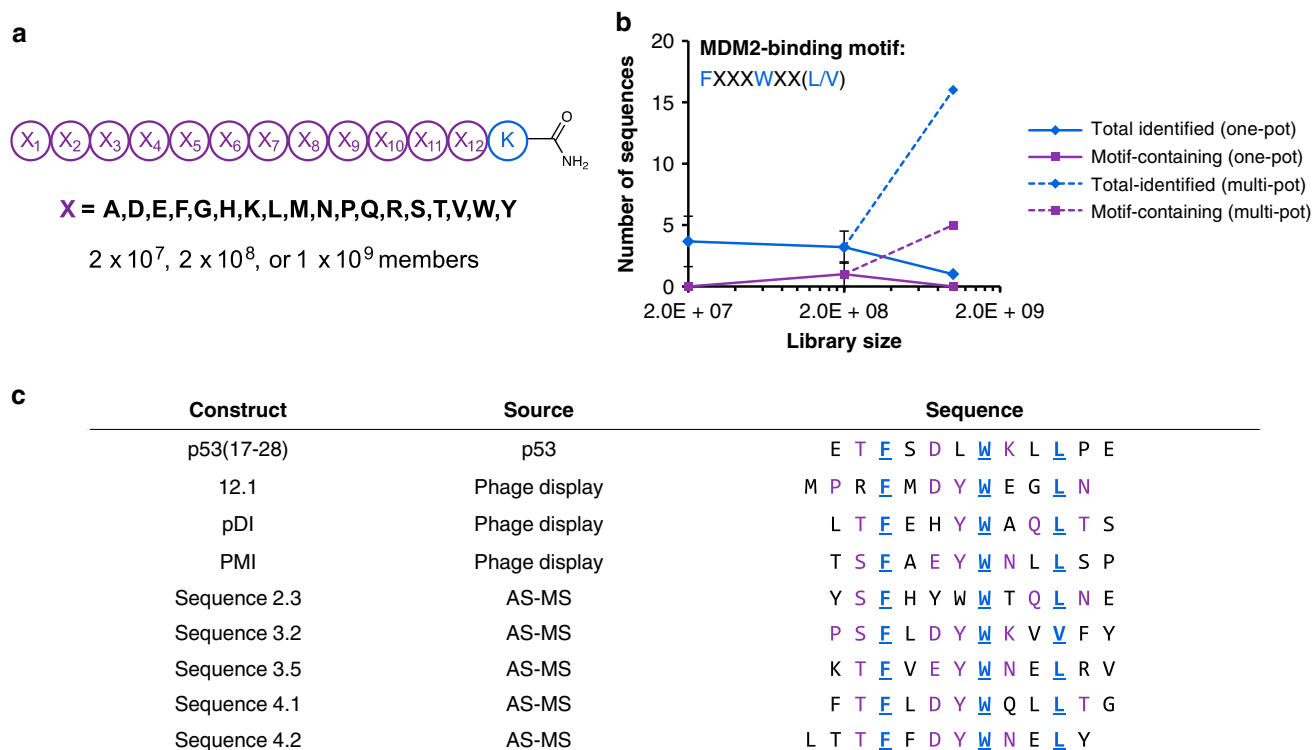 a
X1 X2 X3 X4 X5 X6 X7 X8 X9 X10 X11 X12 K
O
NH2
X = A,D,E,F,G,H,K,L,M,N,P,Q,R,S,T,V,W,Y
2 x 10^7, 2 x 10^8, or 1 x 10^9 members
b
Number of sequences
20
15
10
5
0
MDM2-binding motif:
FXXXWXX(L/V)
2.0E + 07 2.0E + 08 2.0E + 09
Library size
Total identified (one-pot)
Motif-containing (one-pot)
Total-identified (multi-pot)
Motif-containing (multi-pot)
c
Construct Source Sequence
p53(17-28) p53 E T F S D L W K L L P E
12.1 Phage display M P R F M D Y W E G L N
pDI Phage display L T F E H Y W A Q L T S
PMI Phage display T S F A E Y W N L L S P
Sequence 2.3 AS-MS Y S F H Y W W T Q L N E
Sequence 3.2 AS-MS P S F L D Y W K V V F Y
Sequence 3.5 AS-MS K T F V E Y W N E L R V
Sequence 4.1 AS-MS F T F L D Y W Q L L T G
Sequence 4.2 AS-MS L T T F F D Y W N E L Y